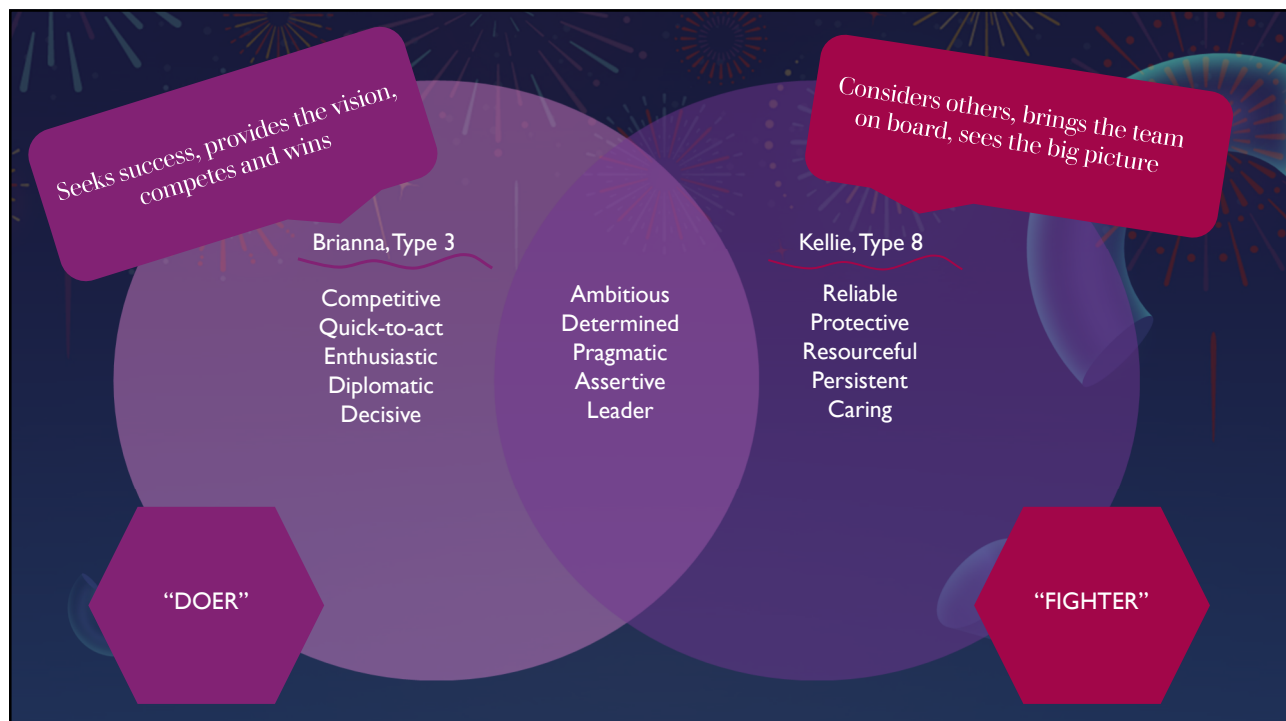 Seeks success, provides the vision,
competes and wins
Considers others, brings the team
on board, sees the big picture
Brianna, Type 3
Competitive
Quick-to-act
Enthusiastic
Diplomatic
Decisive
Ambitious
Determined
Pragmatic
Assertive
Leader
Kellie, Type 8
Reliable
Protective
Resourceful
Persistent
Caring
“DOER”
“FIGHTER”